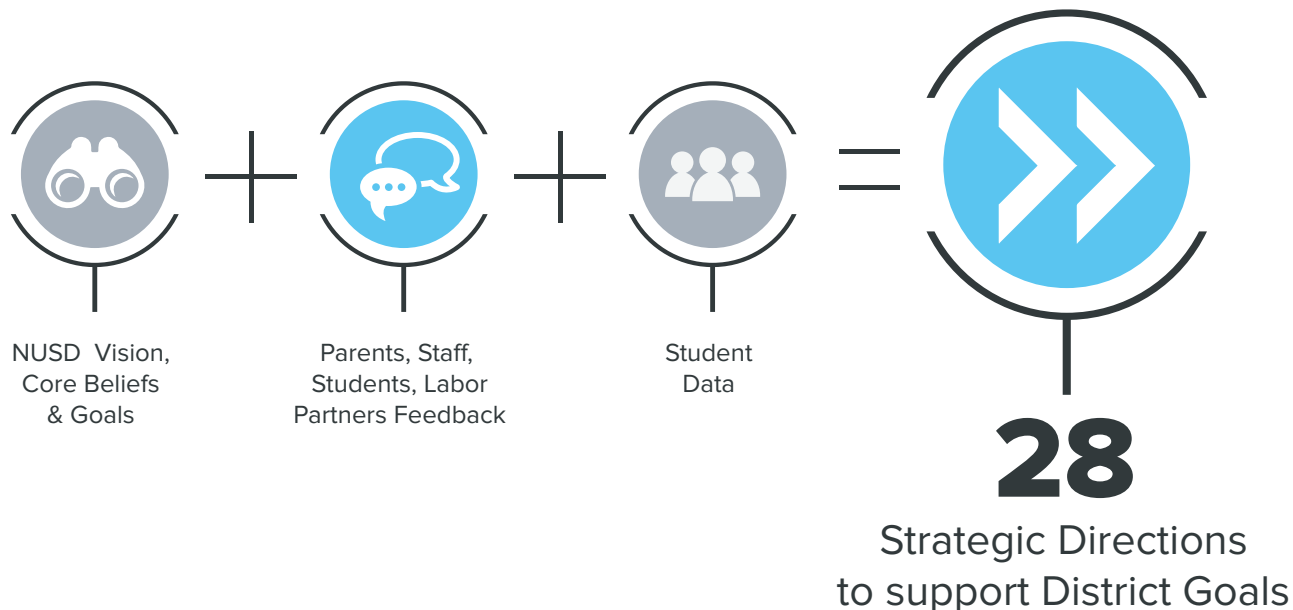 NUSD  Vision,
Core Beliefs
& Goals
Parents, Staff,
Students, Labor
Partners Feedback
Student
Data
28
Strategic Directions
to support District Goals